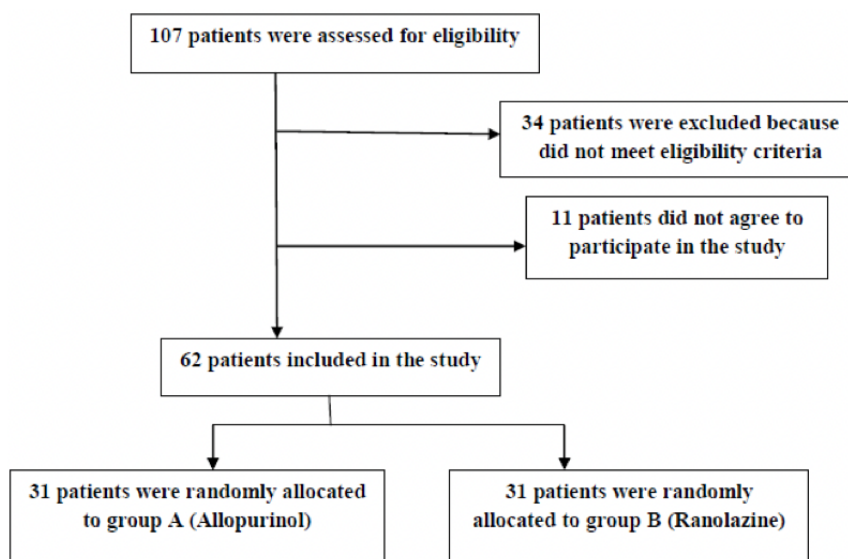 107 patients were assessed for eligibility
34 patients were excluded because
did not meet eligibility criteria
11 patients did not agree to
participate in the study
62 patients included in the study
31 patients were randomly allocated
to group A (Allopurinol)
31 patients were randomly
allocated to group B (Ranolazine)